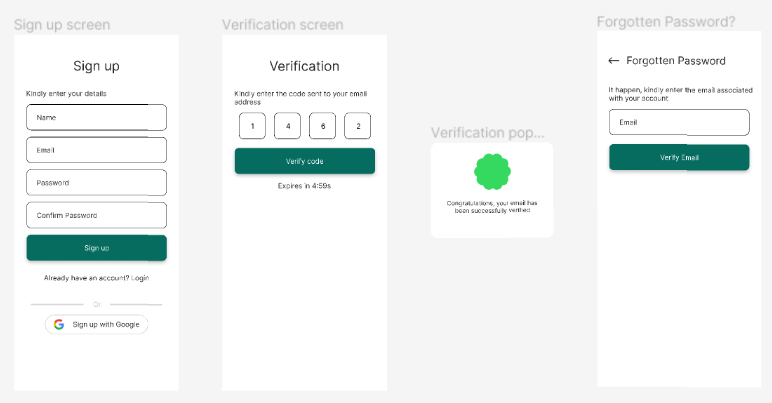 Sign up screen
Sign up
Kindly enter your details
Name
Email
Password
Confirm Password
Sign up
Already have an account? Login
Or
Sign up with Google
Verification screen
Verification
Kindly enter the code sent to your email
address
1 4 6 2
Verify code
Expires in 4:59s
Verification pop...
Congratulations, your email has
been successfully verified
Forgotten Password?
← Forgotten Password
It happen, kindly enter the email associated
with your account
Email
Verify Email